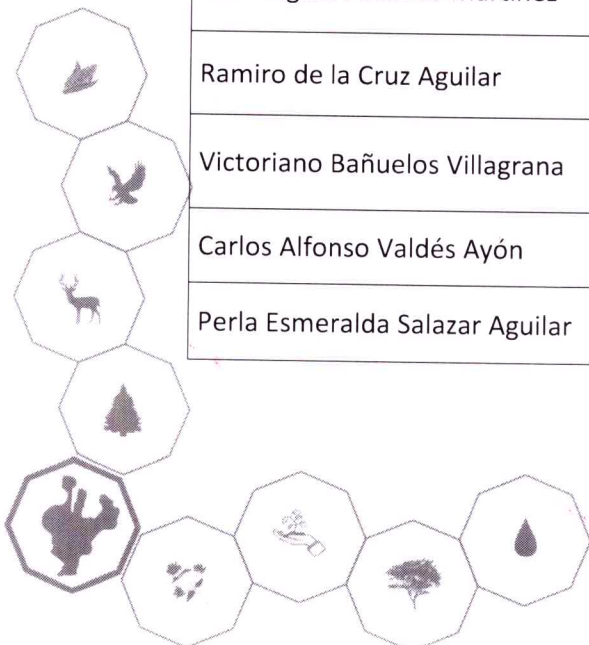 Ramiro de la Cruz Aguilar
Victoriano Bañuelos Villagrana
Carlos Alfonso Valdés Ayón
Perla Esmeralda Salazar Aguilar